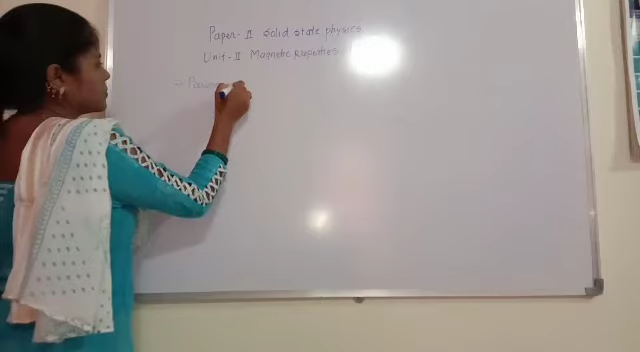 Paper - II Solid state physics
Unit - II Magnetic Properties